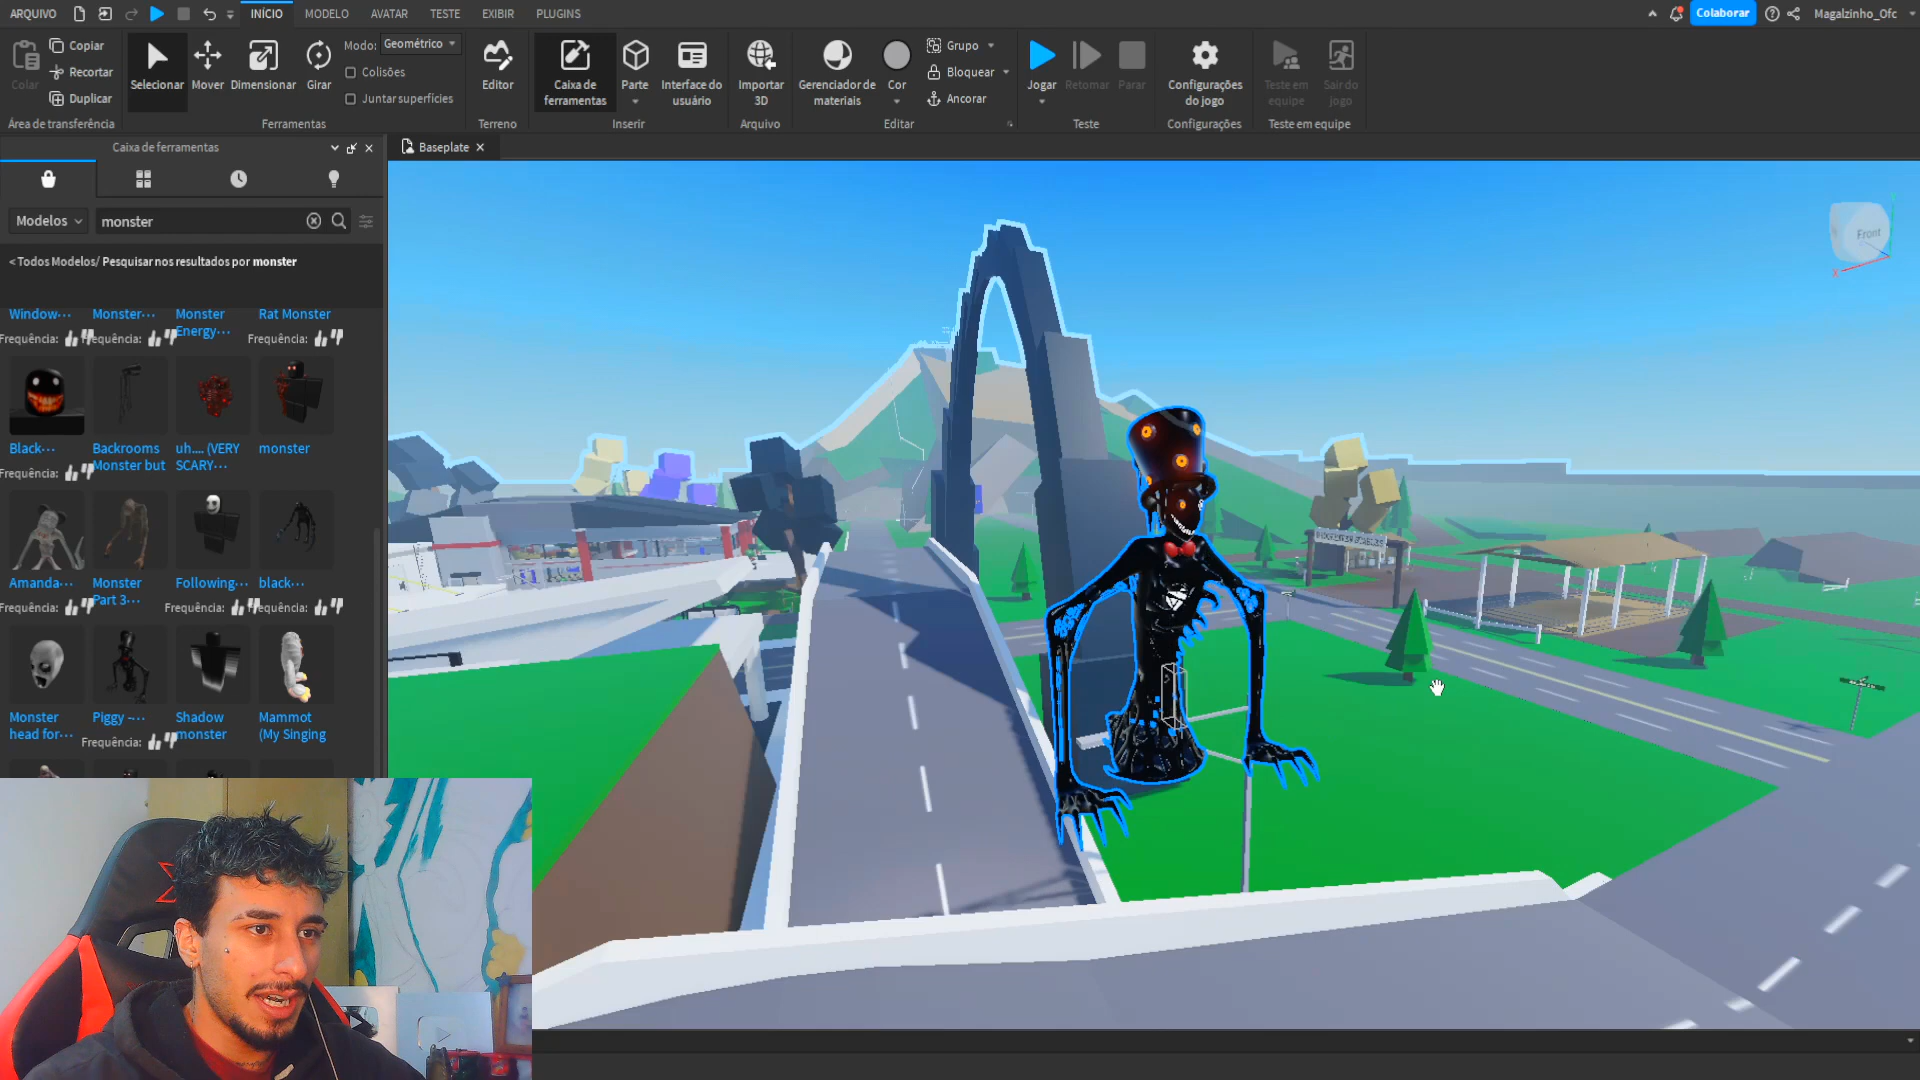 ARQUIVO
INÍCIO
MODELO
AVATAR
TESTE
EXIBIR
PLUGINS
Colaborar
Magalzinho_Ofc
Colar
Copiar
Recortar
Duplicar
Área de transferência
Selecionar
Mover
Dimensionar
Girar
Modo: Geométrico
Colisões
Juntar superfícies
Ferramentas
Editor
Terreno
Caixa de ferramentas
Parte
Interface do usuário
Inserir
Importar 3D
Arquivo
Gerenciador de materiais
Cor
Grupo
Bloquear
Ancorar
Editar
Jogar
Retomar
Parar
Teste
Configurações do jogo
Configurações
Teste em equipe
Sair do jogo
Teste em equipe
Caixa de ferramentas
Baseplate
Modelos
monster
< Todos Modelos/ Pesquisar nos resultados por monster
Window...
Monster...
Monster Energy...
Rat Monster
Frequência:
Frequência:
Black...
Backrooms Monster but
uh.... (VERY SCARY...
monster
Frequência:
Amanda...
Monster Part 3...
Following...
black...
Frequência:
Frequência:
Monster head for...
Piggy -...
Shadow monster
Mammot (My Singing
Frequência:
Front
X